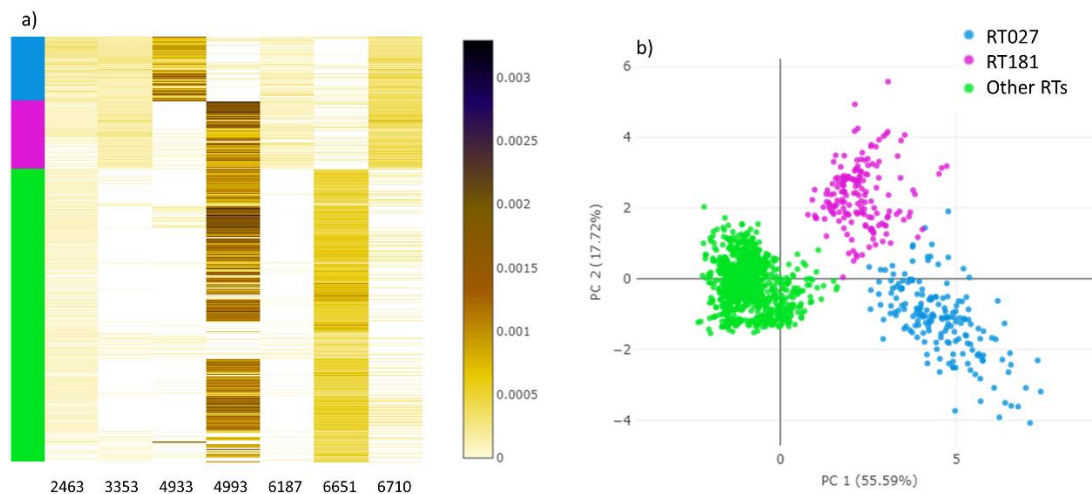 a)
0.003
0.0025
0.002
0.0015
0.001
0.0005
0
2463 3353 4933 4993 6187 6651 6710
b)
RT027
RT181
Other RTs
6
4
2
0
−2
−4
PC 2 (17.72%)
0 5
PC 1 (55.59%)